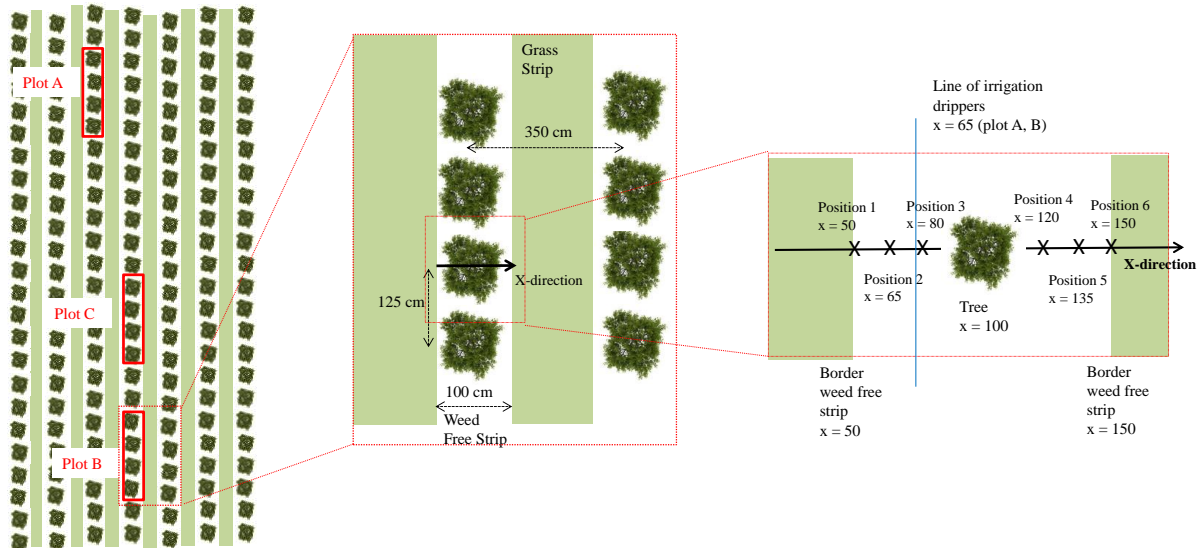 Plot A
Plot C
Plot B
Grass
Strip
350 cm
X-direction
125 cm
100 cm
Weed
Free Strip
Line of irrigation
drippers
x = 65 (plot A, B)
Position 1
x = 50
Position 3
x = 80
Position 4
x = 120
Position 6
x = 150
X-direction
Position 2
x = 65
Position 5
x = 135
Tree
x = 100
Border
weed free
strip
x = 50
Border
weed free
strip
x = 150